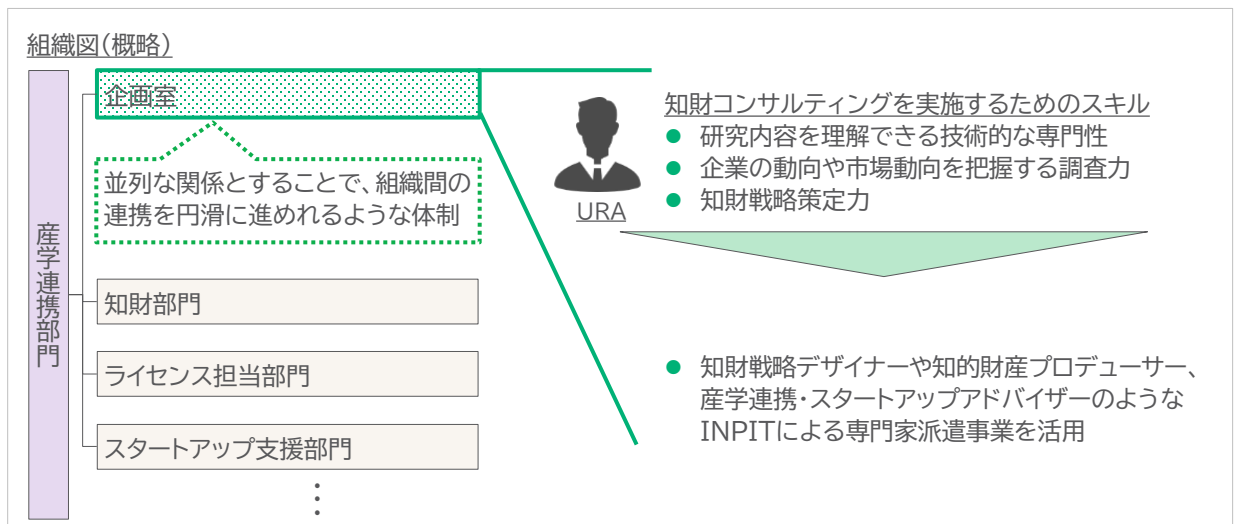 組織図(概略)
産学連携部門
企画室
並列な関係とすることで、組織間の
連携を円滑に進めれるような体制
知財部門
ライセンス担当部門
スタートアップ支援部門
⋮
URA
知財コンサルティングを実施するためのスキル
● 研究内容を理解できる技術的な専門性
● 企業の動向や市場動向を把握する調査力
● 知財戦略策定力
● 知財戦略デザイナーや知的財産プロデューサー、
産学連携・スタートアップアドバイザーのような
INPITによる専門家派遣事業を活用